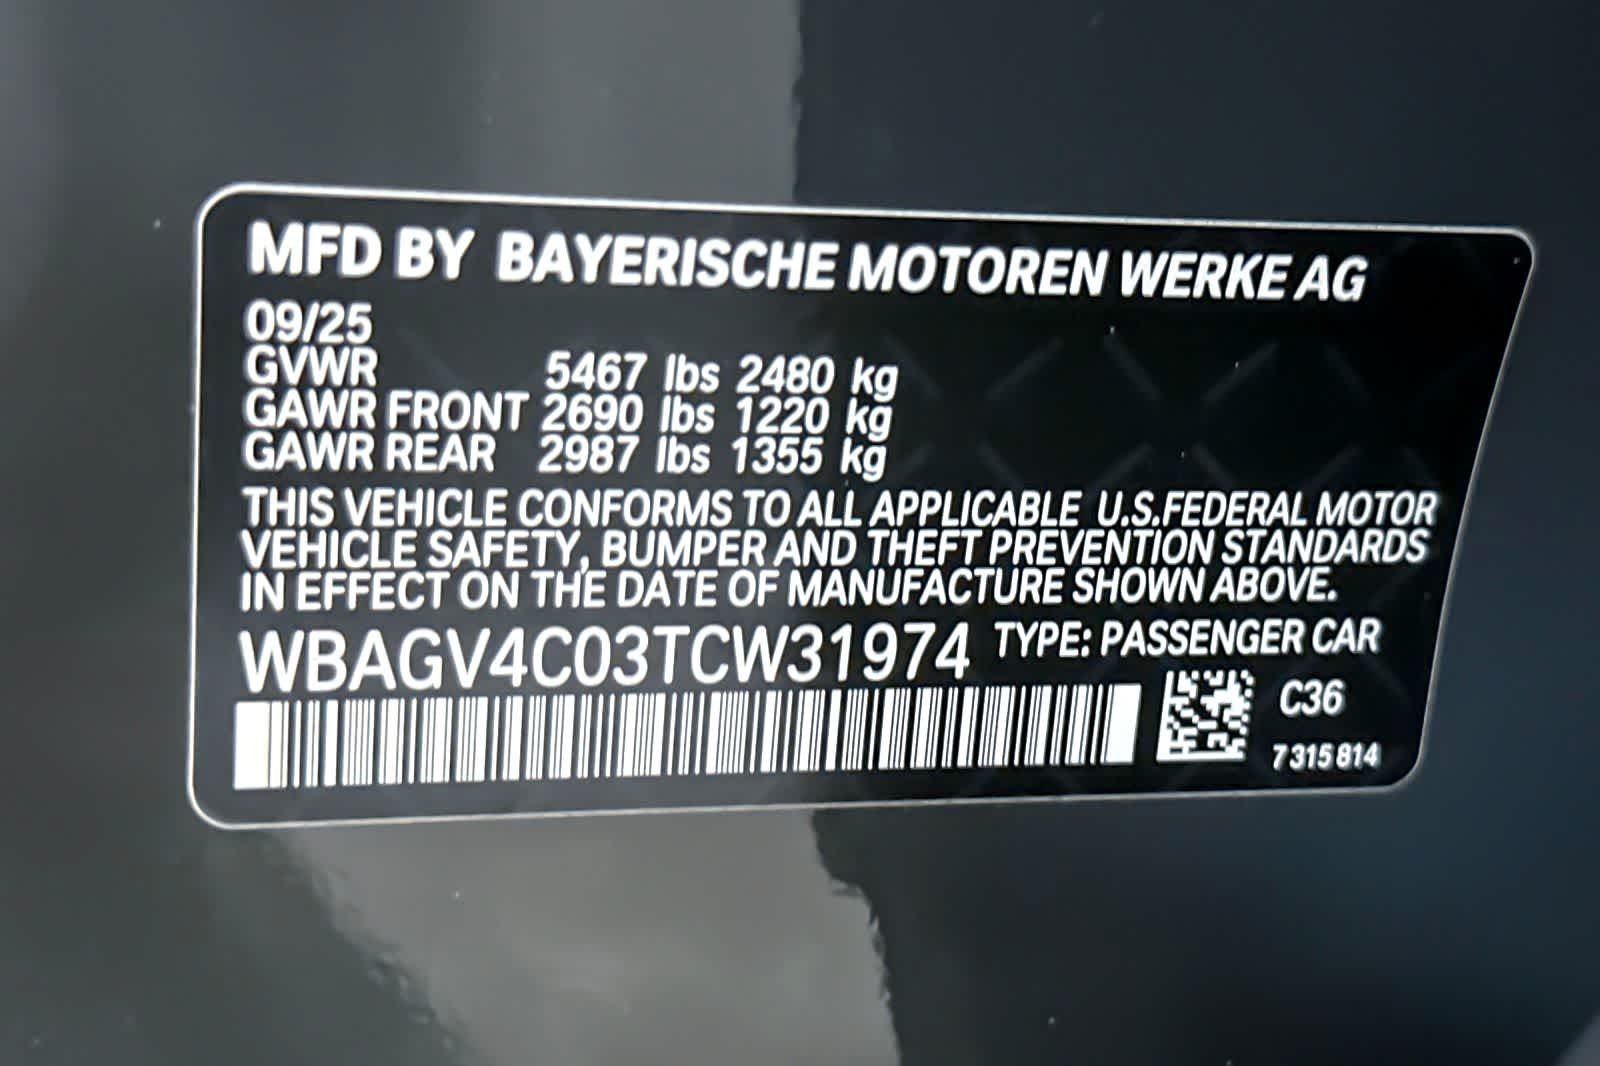 MFD BY BAYERISCHE MOTOREN WERKE AG
09/25
GVWR 5467 lbs 2480 kg
GAWR FRONT 2690 lbs 1220 kg
GAWR REAR 2987 lbs 1355 kg
THIS VEHICLE CONFORMS TO ALL APPLICABLE U.S.FEDERAL MOTOR
VEHICLE SAFETY, BUMPER AND THEFT PREVENTION STANDARDS
IN EFFECT ON THE DATE OF MANUFACTURE SHOWN ABOVE.
WBAGV4C03TCW31974 TYPE: PASSENGER CAR
C36
7 315 814